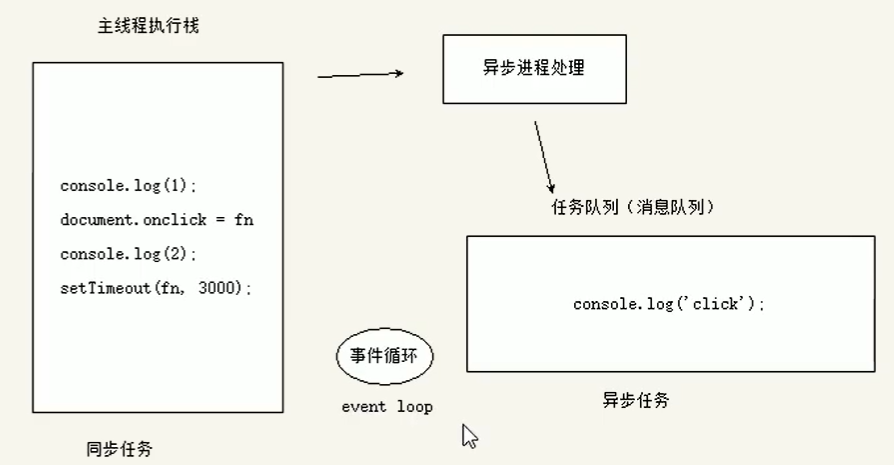 主线程执行栈
异步进程处理
console.log(1);
document.onclick = fn
console.log(2);
setTimeout(fn, 3000);
任务队列（消息队列）
console.log('click');
事件循环
event loop
异步任务
同步任务